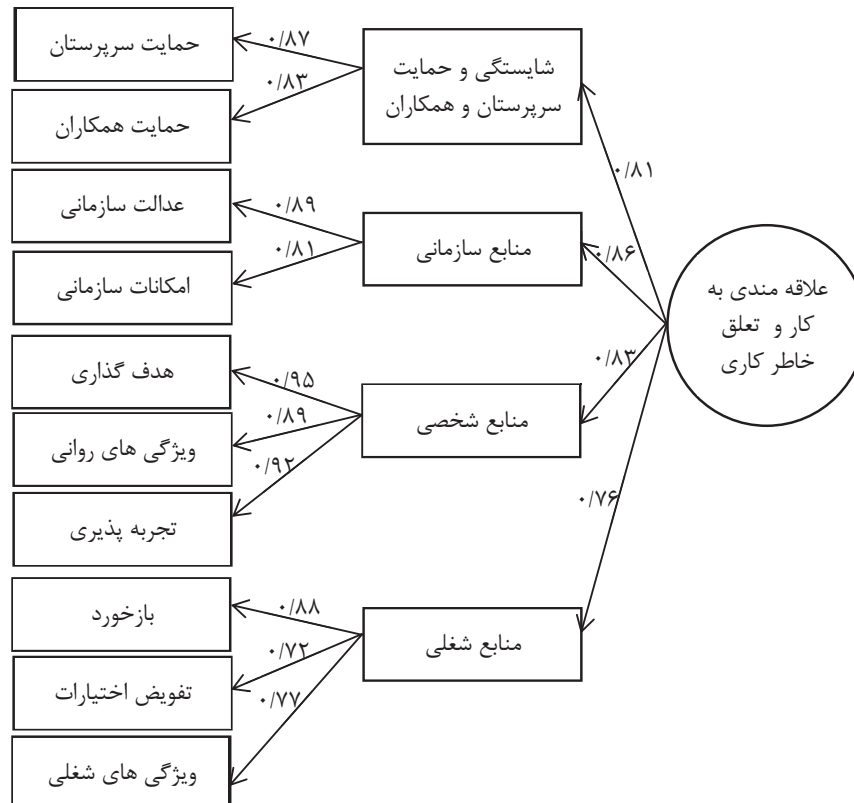 علاقه مندی به
کار و تعلق
خاطر کاری
۰/۸۱
۰/۸۶
۰/۸۳
۰/۷۶
شایستگی و حمایت
سرپرستان و همکاران
۰/۸۷
۰/۸۳
حمایت سرپرستان
حمایت همکاران
منابع سازمانی
۰/۸۹
۰/۸۱
عدالت سازمانی
امکانات سازمانی
منابع شخصی
۰/۹۵
۰/۸۹
۰/۹۲
هدف گذاری
ویژگی های روانی
تجربه پذیری
منابع شغلی
۰/۸۸
۰/۷۲
۰/۷۷
بازخورد
تفویض اختیارات
ویژگی های شغلی